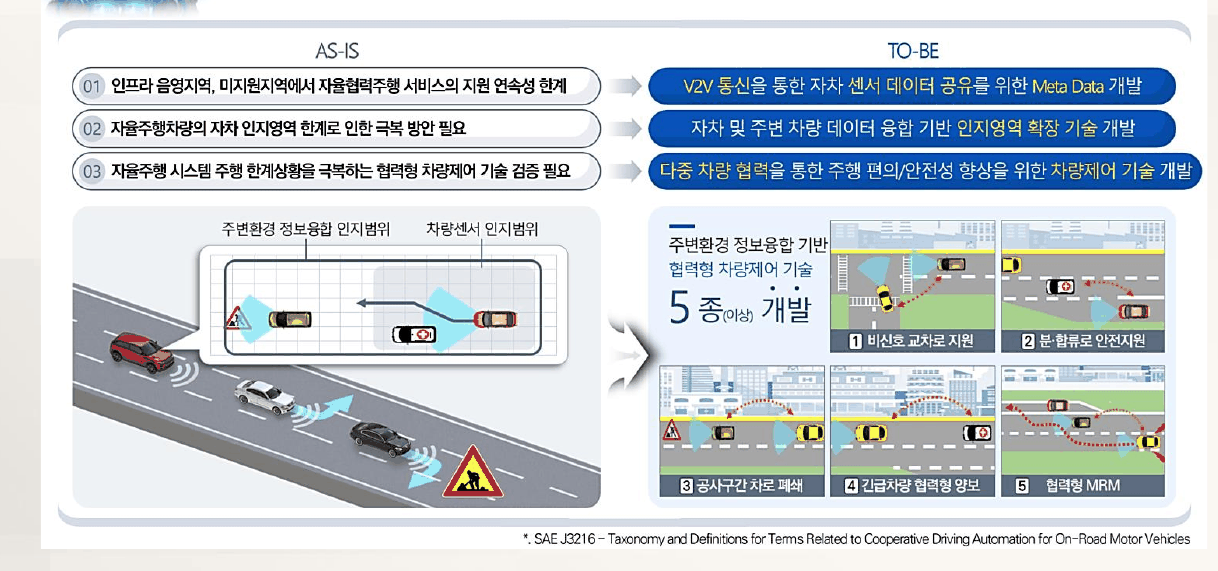 AS-IS
01 인프라 음영지역, 미지원지역에서 자율협력주행 서비스의 지원 연속성 한계
02 자율주행차량의 자차 인지영역 한계로 인한 극복 방안 필요
03 자율주행 시스템 주행 한계상황을 극복하는 협력형 차량제어 기술 검증 필요
TO-BE
V2V 통신을 통한 자차 센서 데이터 공유를 위한 Meta Data 개발
자차 및 주변 차량 데이터 융합 기반 인지영역 확장 기술 개발
다중 차량 협력을 통한 주행 편의/안전성 향상을 위한 차량제어 기술 개발
주변환경 정보융합 인지범위
차량센서 인지범위
주변환경 정보융합 기반
협력형 차량제어 기술
5종(이상) 개발
1 비신호 교차로 지원
2 분·합류로 안전지원
3 공사구간 차로 폐쇄
4 긴급차량 협력형 양보
5 협력형 MRM
*. SAE J3216 - Taxonomy and Definitions for Terms Related to Cooperative Driving Automation for On-Road Motor Vehicles